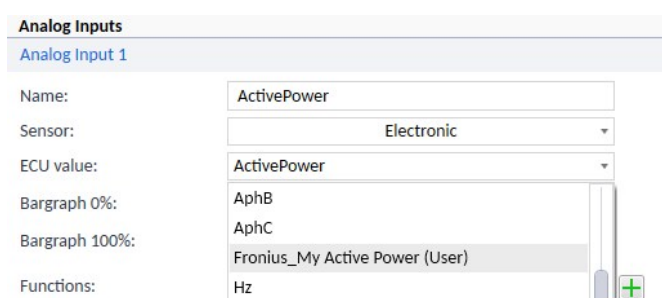 Analog Inputs
Analog Input 1
Name: ActivePower
Sensor: Electronic
ECU value: ActivePower
Bargraph 0%: AphB
AphC
Bargraph 100%:
Fronius_My Active Power (User)
Functions: Hz